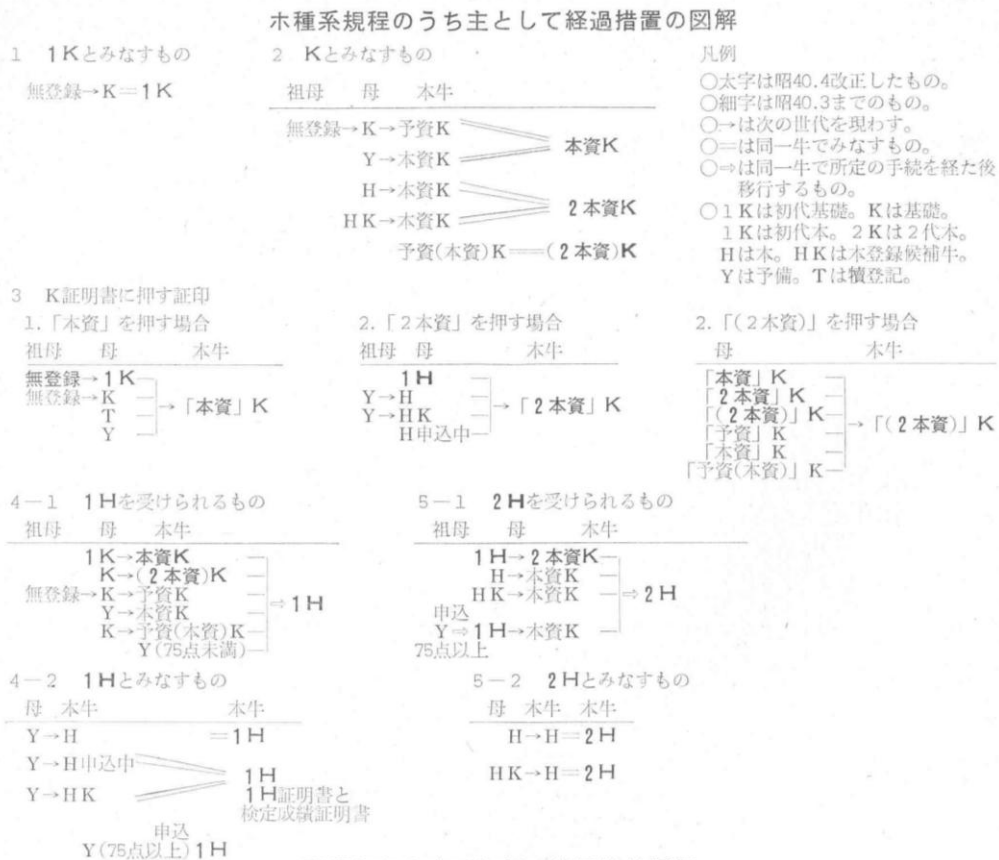 ホ種系規程のうち主として経過措置の図解
1 1Kとみなすもの
無登録→K=1K
2 Kとみなすもの
祖母 母 本牛
無登録→K→予資K
Y→本資K
本資K
H→本資K
HK→本資K
2本資K
予資(本資)K=(2本資)K
凡例
○太字は昭40.4改正したもの。
○細字は昭40.3までのもの。
○→は次の世代を現わす。
○=は同一牛でみなすもの。
○⇒は同一牛で所定の手続を経た後
移行するもの。
○1Kは初代基礎。Kは基礎。
1Kは初代本。2Kは2代本。
Hは本。HKは本登録候補牛。
Yは予備。Tは犢登記。
3 K証明書に押す証印
1.「本資」を押す場合
祖母 母 本牛
無登録→1K
無登録→K
T
Y
→「本資」K
2.「2本資」を押す場合
祖母 母 本牛
1H
Y→H
Y→HK
H申込中
→「2本資」K
2.「(2本資)」を押す場合
母 本牛
「本資」K
「2本資」K
「(2本資)」K
「予資」K
「本資」K
「予資(本資)」K
→「(2本資)」K
4-1 1Hを受けられるもの
祖母 母 本牛
1K→本資K
K→(2本資)K
無登録→K→予資K
Y→本資K
K→予資(本資)K
Y(75点未満)
⇒1H
5-1 2Hを受けられるもの
祖母 母 本牛
1H→2本資K
H→本資K
HK→本資K
申込
Y⇒1H→本資K
75点以上
⇒2H
4-2 1Hとみなすもの
母 本牛 本牛
Y→H =1H
Y→H申込中
Y→HK
1H
1H証明書と
検定成績証明書
申込
Y(75点以上)1H
5-2 2Hとみなすもの
母 本牛 本牛
H→H=2H
HK→H=2H